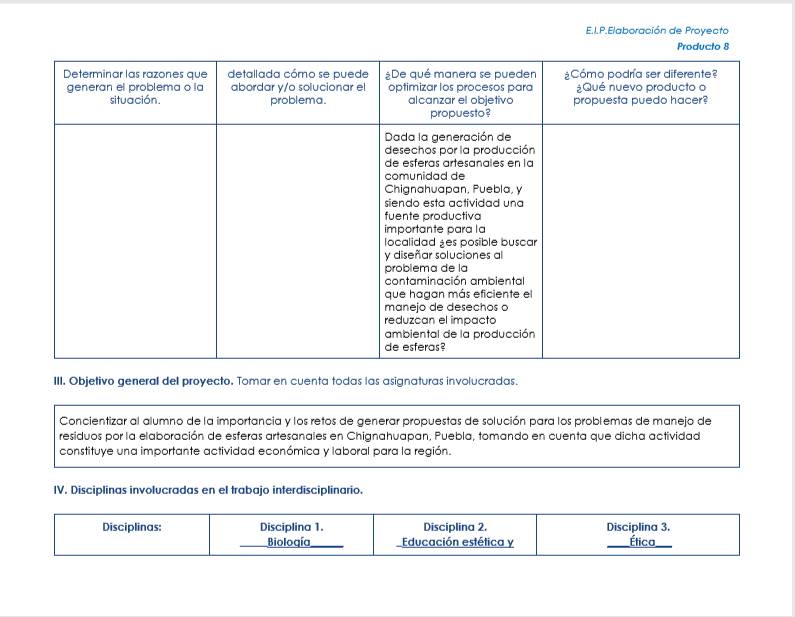 E.I.P.Elaboración de Proyecto
Producto 8
Determinar las razones que
generan el problema o la
situación.
detallada cómo se puede
abordar y/o solucionar el
problema.
¿De qué manera se pueden
optimizar los procesos para
alcanzar el objetivo
propuesto?
¿Cómo podría ser diferente?
¿Qué nuevo producto o
propuesta puedo hacer?
Dada la generación de
desechos por la producción
de esferas artesanales en la
comunidad de
Chignahuapan, Puebla, y
siendo esta actividad una
fuente productiva
importante para la
localidad ¿es posible buscar
y diseñar soluciones al
problema de la
contaminación ambiental
que hagan más eficiente el
manejo de desechos o
reduzcan el impacto
ambiental de la producción
de esferas?
III. Objetivo general del proyecto. Tomar en cuenta todas las asignaturas involucradas.
Concientizar al alumno de la importancia y los retos de generar propuestas de solución para los problemas de manejo de
residuos por la elaboración de esferas artesanales en Chignahuapan, Puebla, tomando en cuenta que dicha actividad
constituye una importante actividad económica y laboral para la región.
IV. Disciplinas involucradas en el trabajo interdisciplinario.
Disciplinas:
Disciplina 1.
_____Biología______
Disciplina 2.
_Educación estética y
Disciplina 3.
____Ética___